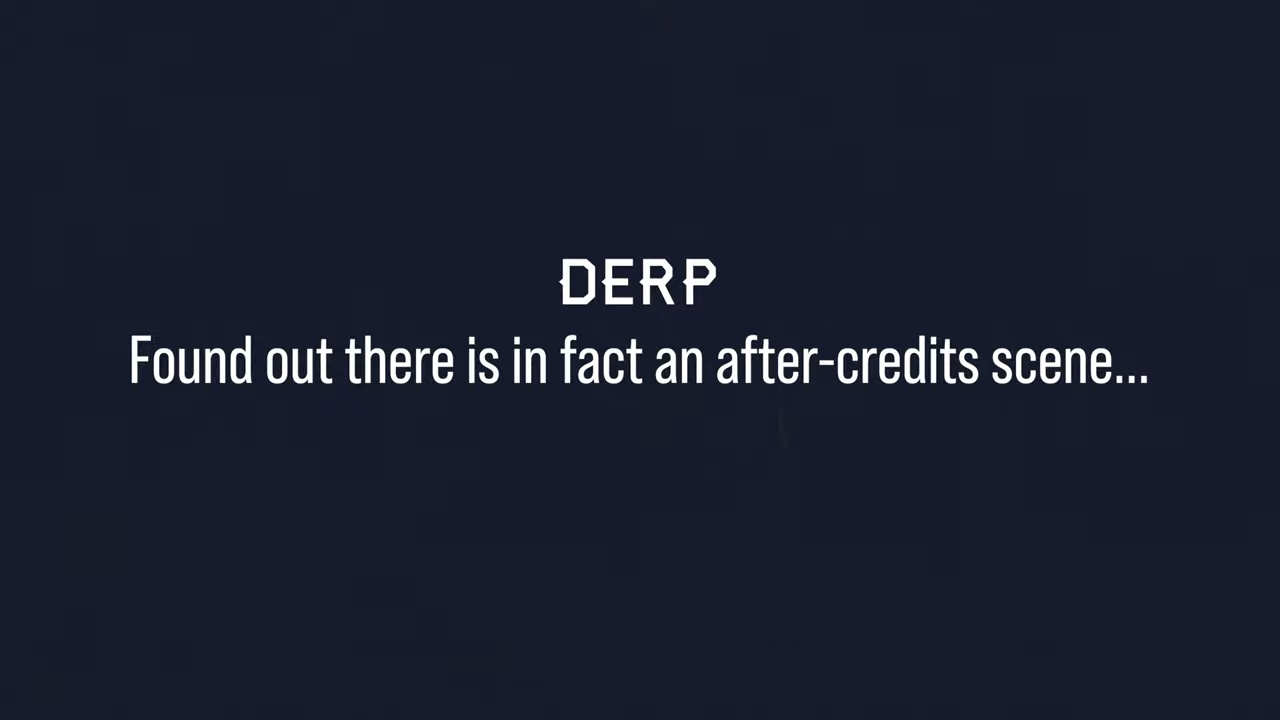 DERP
Found out there is in fact an after-credits scene...